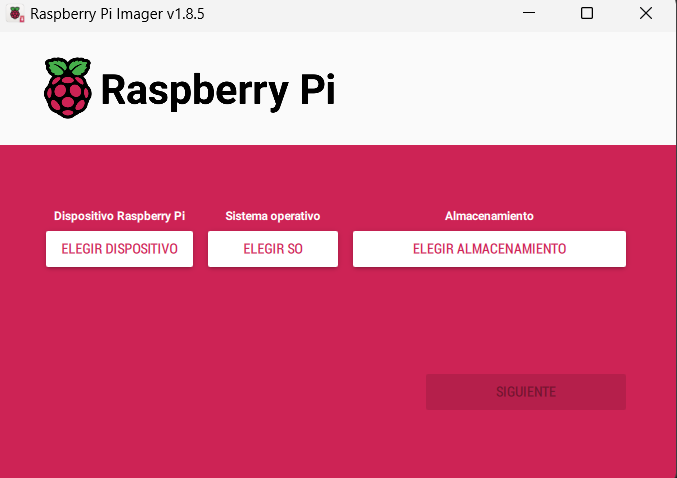 Raspberry Pi Imager v1.8.5
Raspberry Pi
Dispositivo Raspberry Pi
Sistema operativo
Almacenamiento
ELEGIR DISPOSITIVO
ELEGIR SO
ELEGIR ALMACENAMIENTO
SIGUIENTE